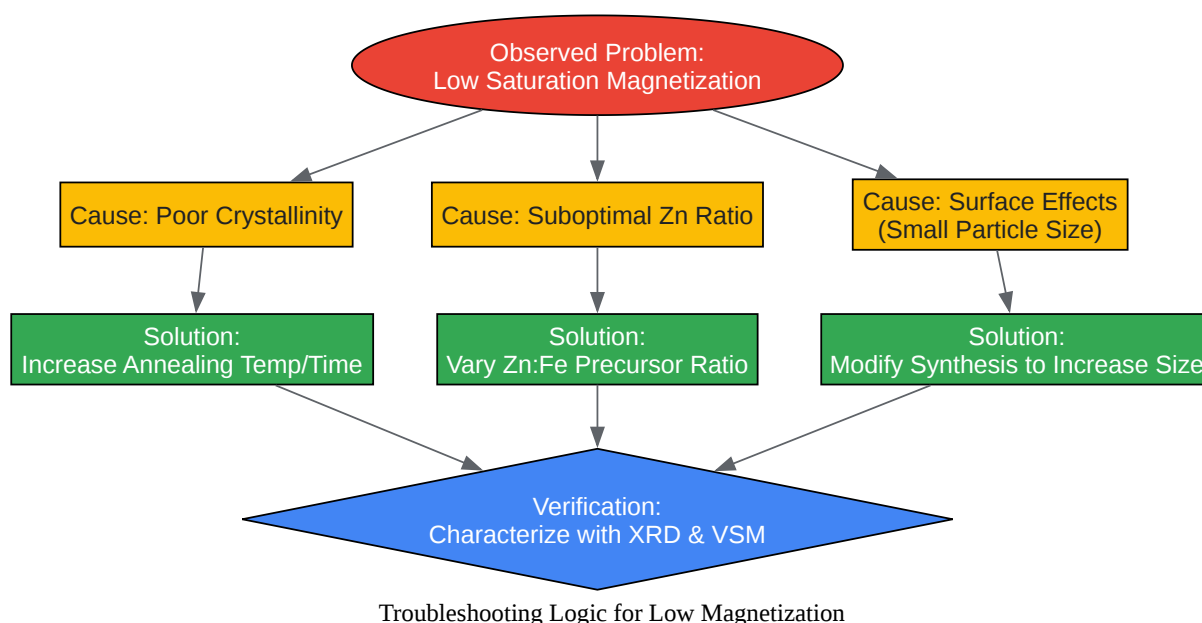 Observed Problem:
Low Saturation Magnetization
Cause: Poor Crystallinity
Cause: Suboptimal Zn Ratio
Cause: Surface Effects
(Small Particle Size)
Solution:
Increase Annealing Temp/Time
Solution:
Vary Zn:Fe Precursor Ratio
Solution:
Modify Synthesis to Increase Size
Verification:
Characterize with XRD & VSM
Troubleshooting Logic for Low Magnetization